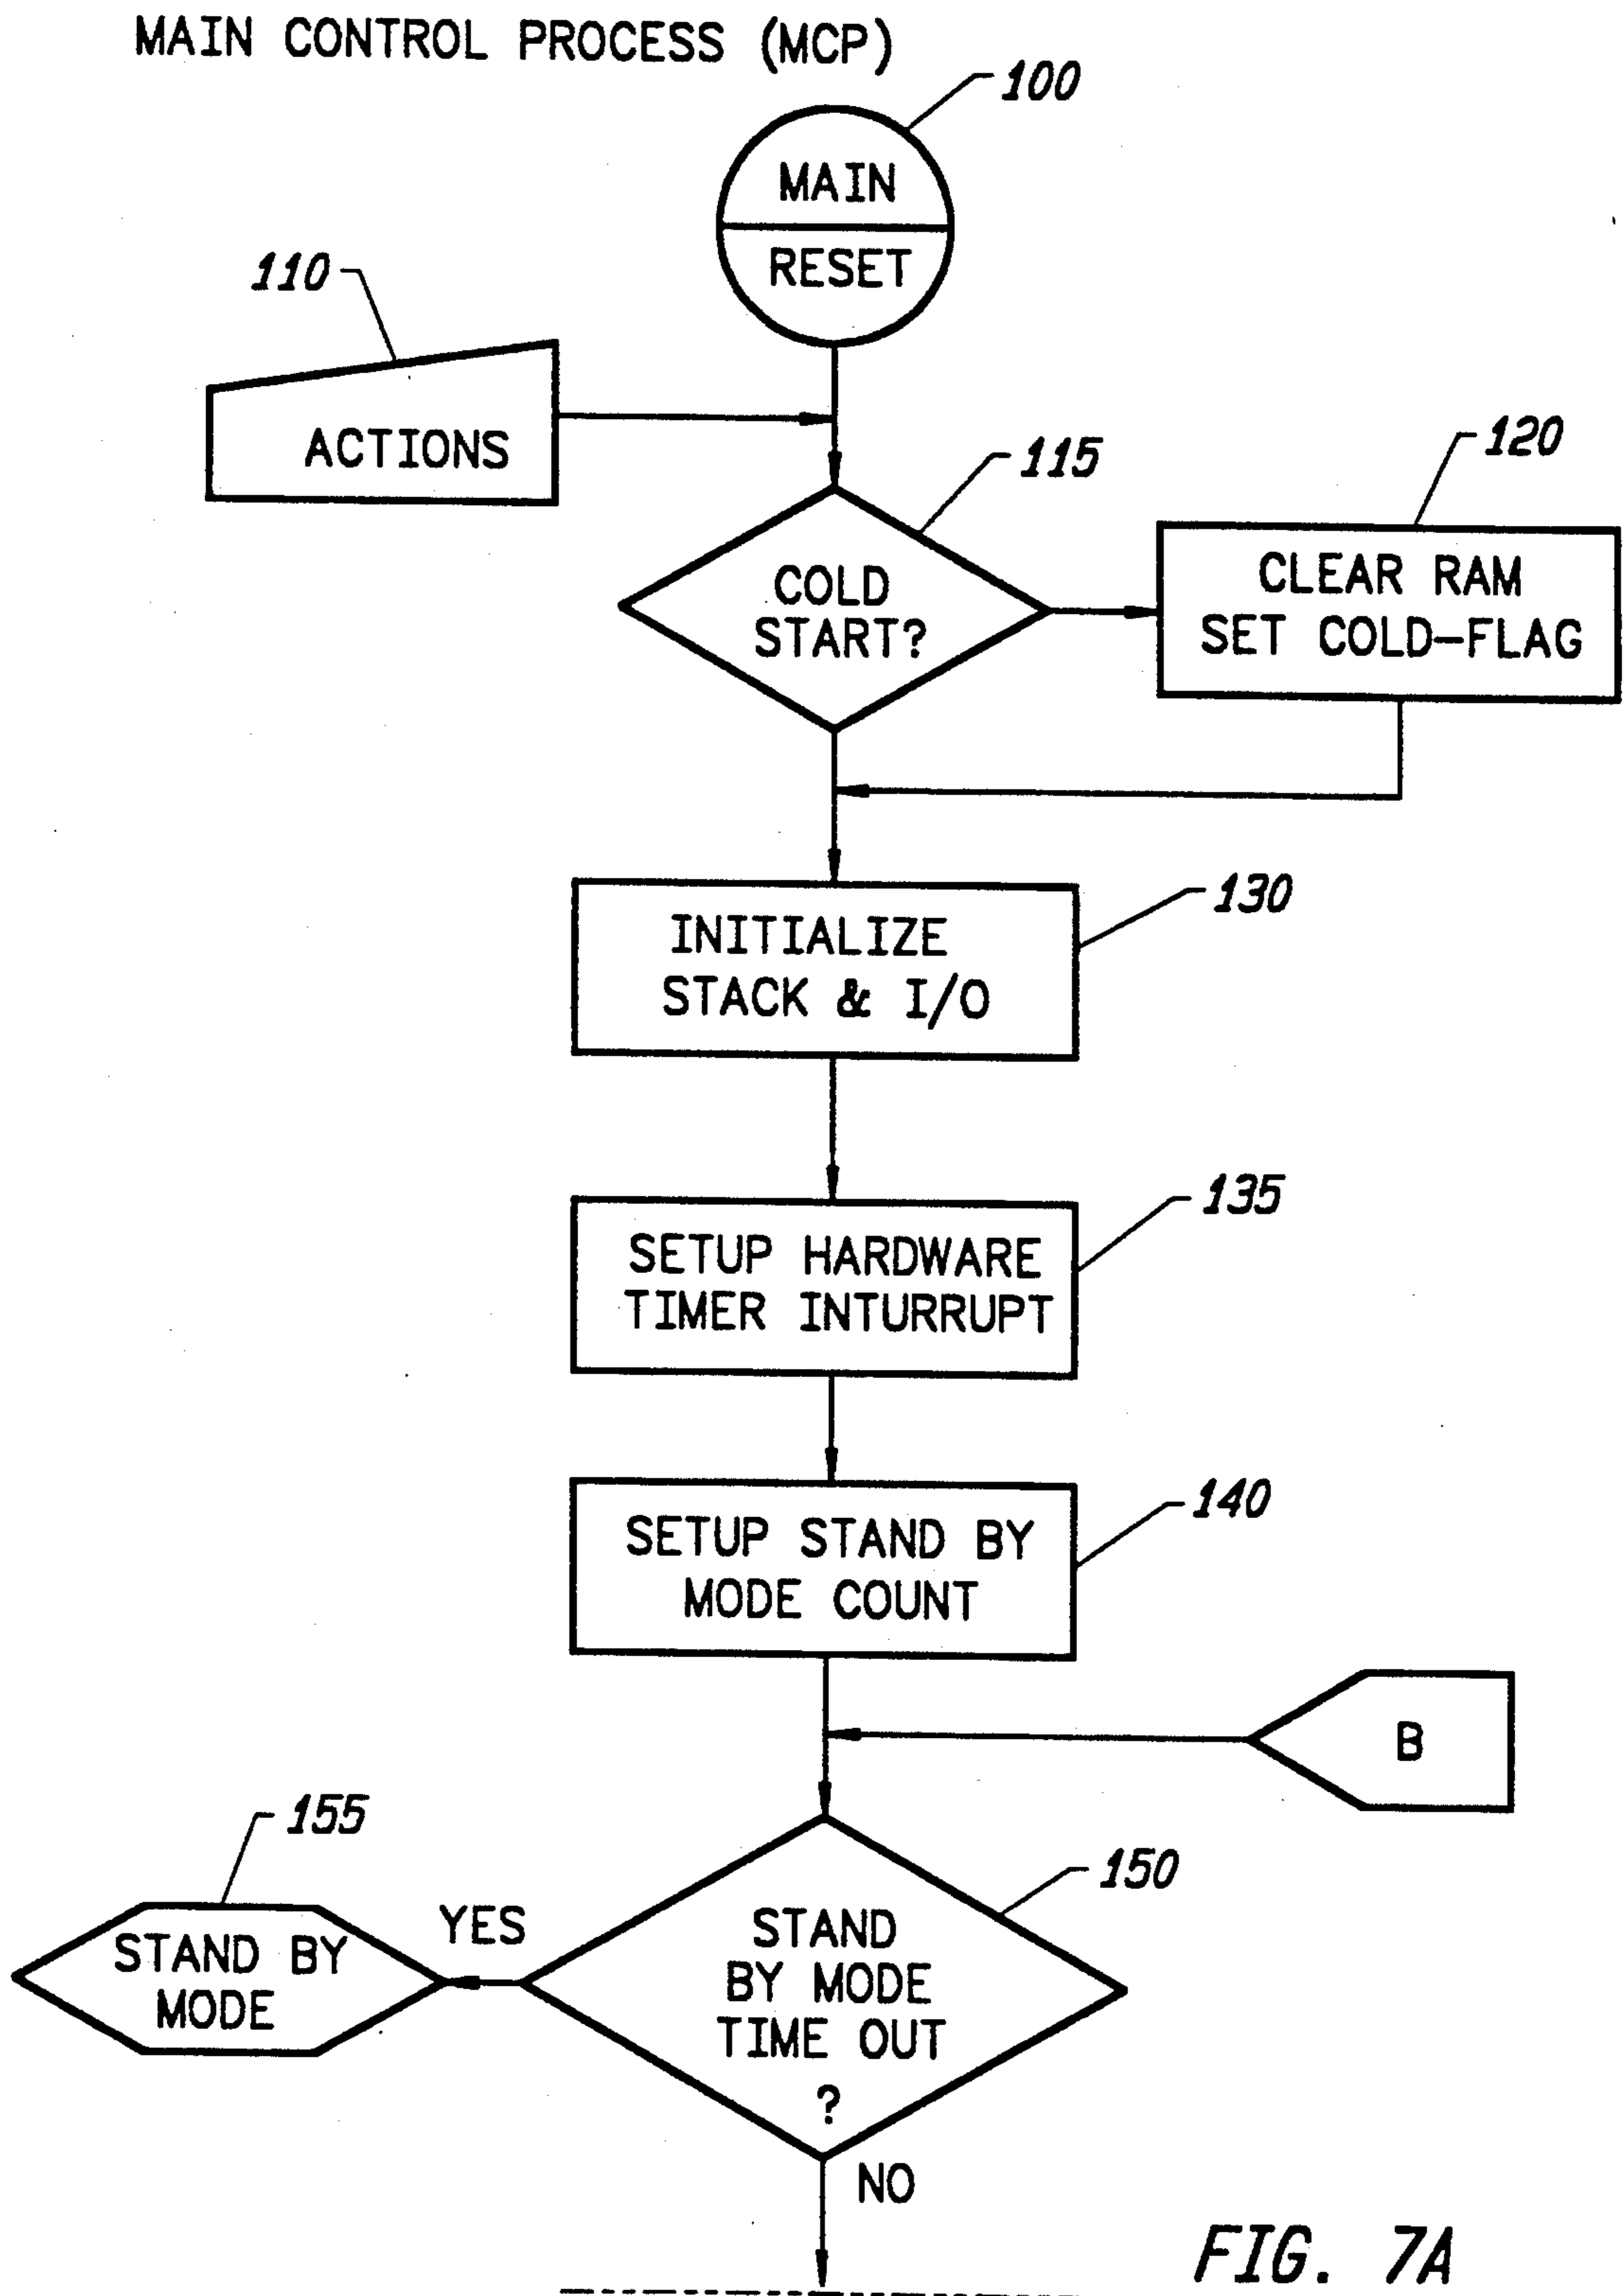 MAIN CONTROL PROCESS (MCP)
100
MAIN
RESET
110
ACTIONS
115
COLD
START?
120
CLEAR RAM
SET COLD-FLAG
130
INITIALIZE
STACK & I/O
135
SETUP HARDWARE
TIMER INTURRUPT
140
SETUP STAND BY
MODE COUNT
B
155
STAND BY
MODE
YES
150
STAND
BY MODE
TIME OUT
?
NO
FIG. 7A